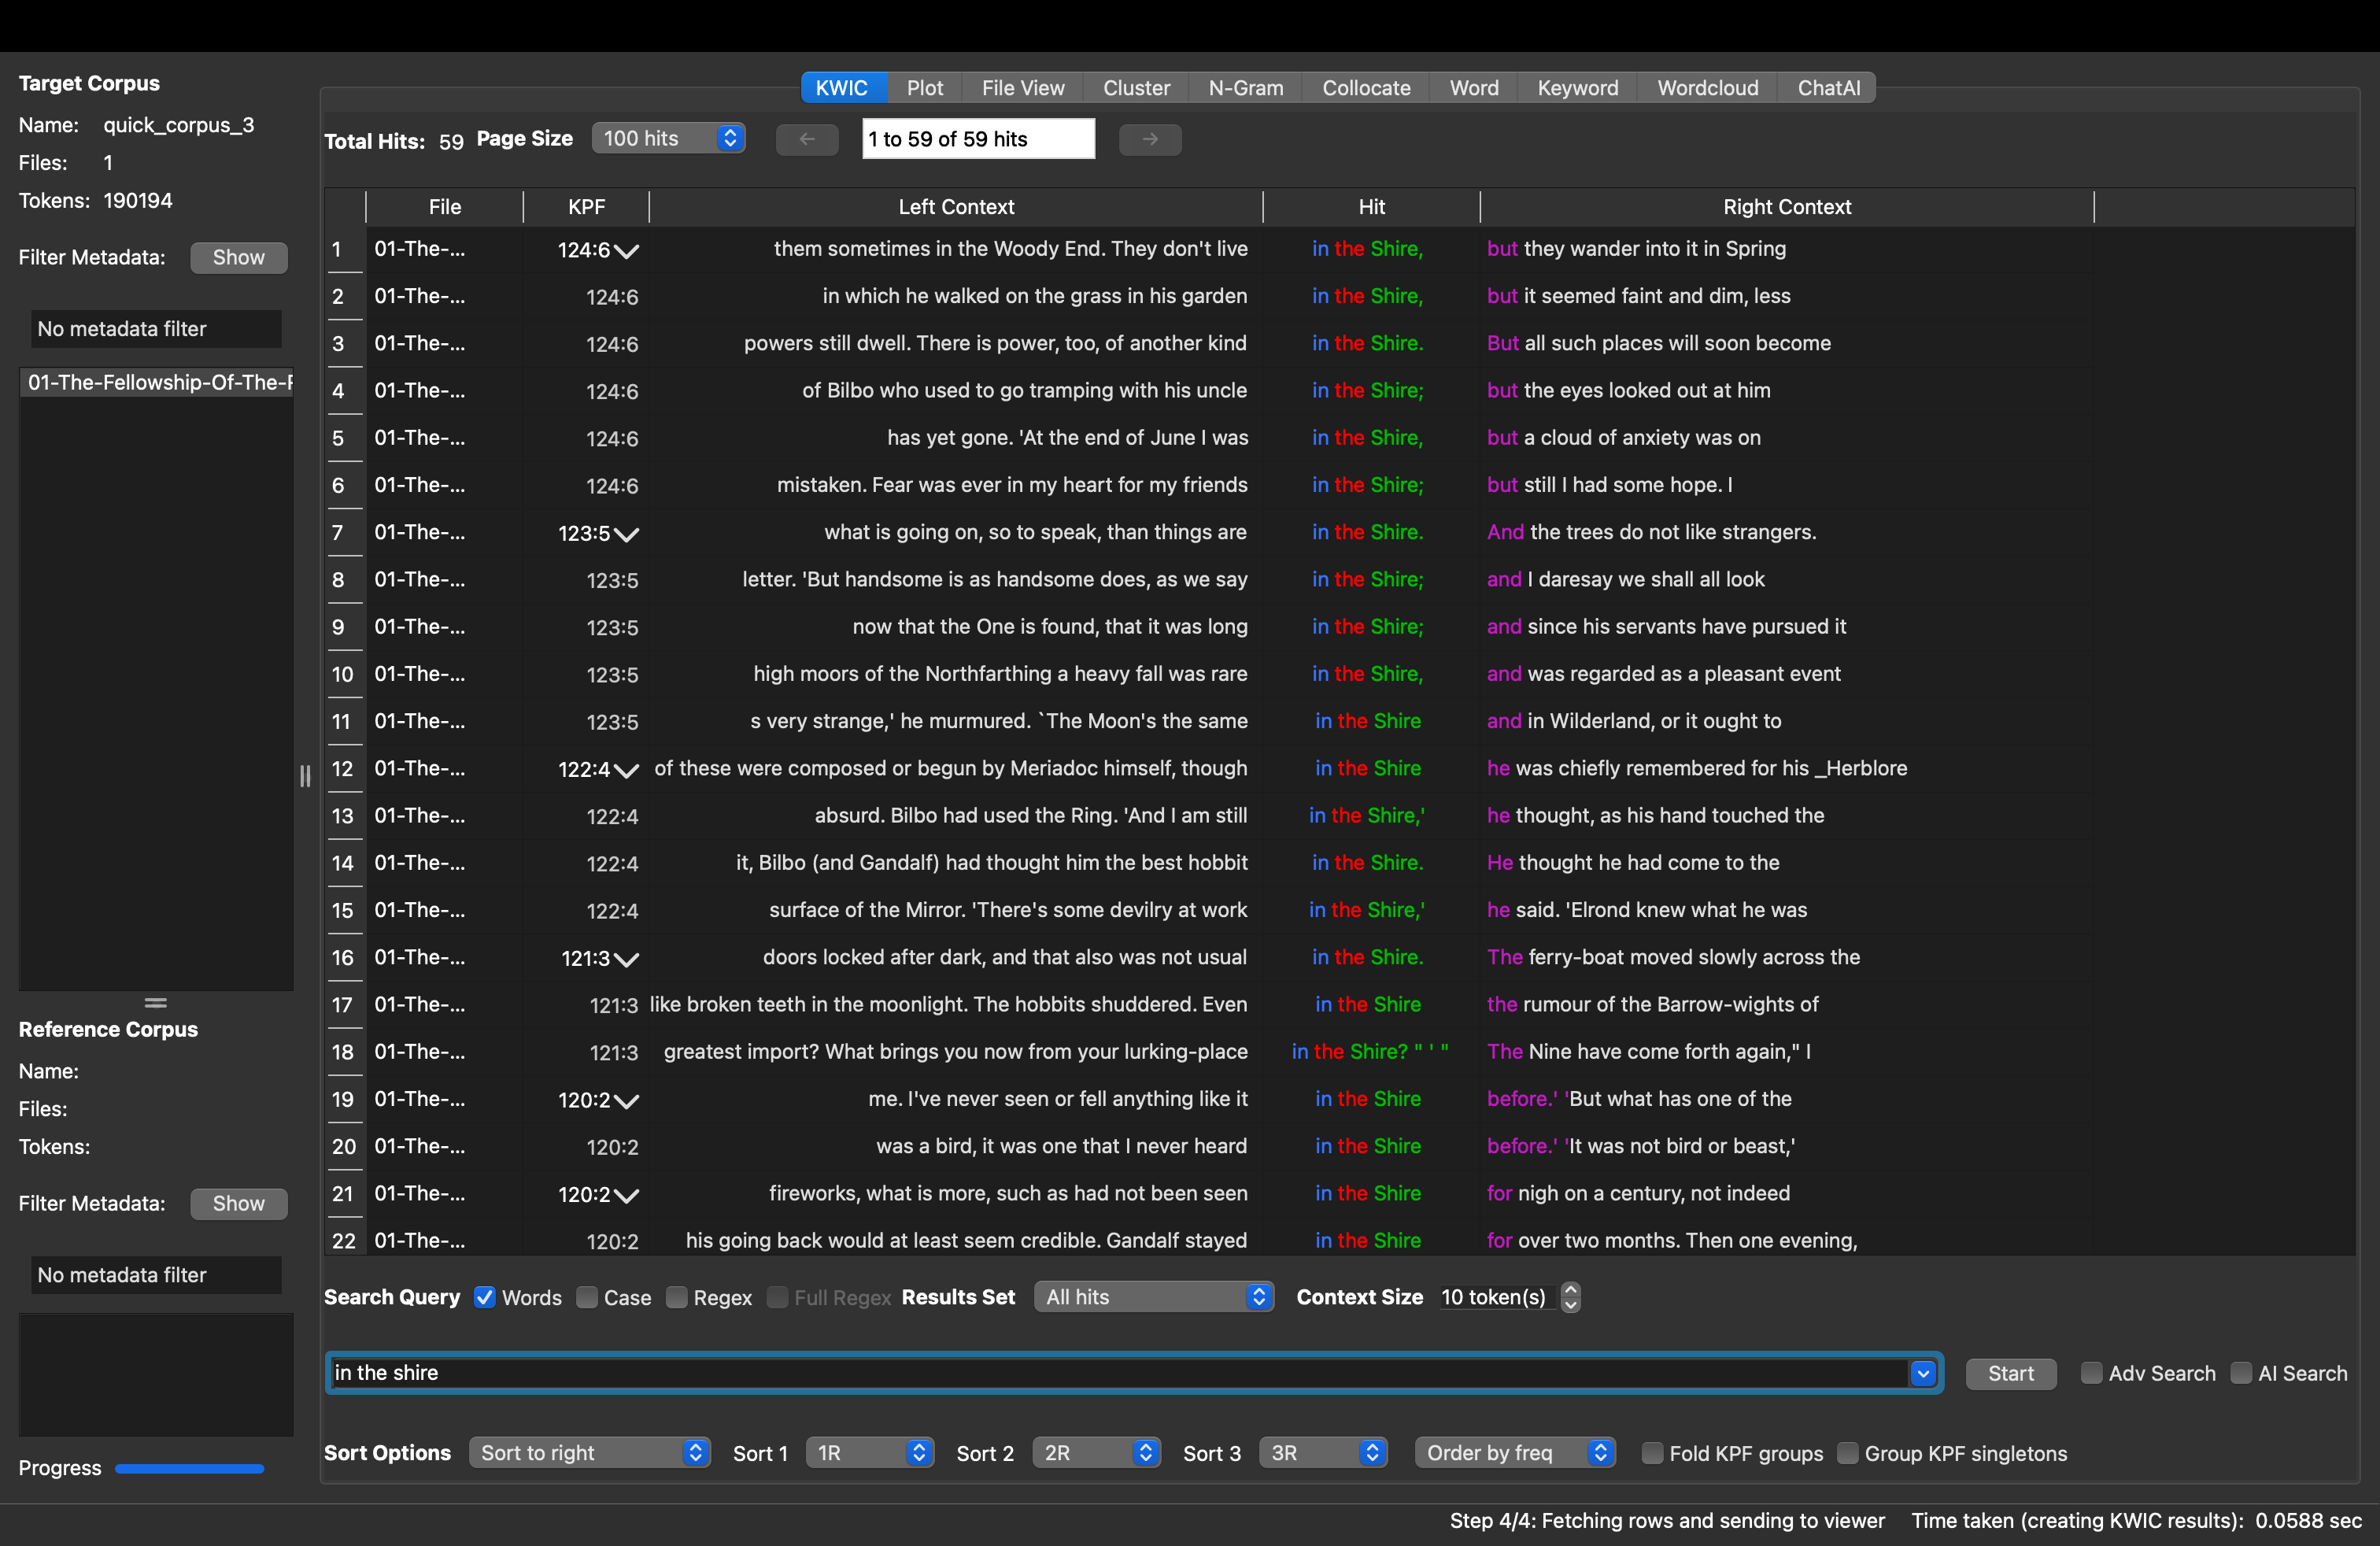 Target Corpus
Name: quick_corpus_3
Files: 1
Tokens: 190194
Filter Metadata: Show
No metadata filter
01-The-Fellowship-Of-The-F
Reference Corpus
Name:
Files:
Tokens:
Filter Metadata: Show
No metadata filter
Progress
KWIC Plot File View Cluster N-Gram Collocate Word Keyword Wordcloud ChatAI
Total Hits: 59 Page Size 100 hits ← 1 to 59 of 59 hits →
File KPF Left Context Hit Right Context
1 01-The-... 124:6 them sometimes in the Woody End. They don't live in the Shire, but they wander into it in Spring
2 01-The-... 124:6 in which he walked on the grass in his garden in the Shire, but it seemed faint and dim, less
3 01-The-... 124:6 powers still dwell. There is power, too, of another kind in the Shire. But all such places will soon become
4 01-The-... 124:6 of Bilbo who used to go tramping with his uncle in the Shire; but the eyes looked out at him
5 01-The-... 124:6 has yet gone. 'At the end of June I was in the Shire, but a cloud of anxiety was on
6 01-The-... 124:6 mistaken. Fear was ever in my heart for my friends in the Shire; but still I had some hope. I
7 01-The-... 123:5 what is going on, so to speak, than things are in the Shire. And the trees do not like strangers.
8 01-The-... 123:5 letter. 'But handsome is as handsome does, as we say in the Shire; and I daresay we shall all look
9 01-The-... 123:5 now that the One is found, that it was long in the Shire; and since his servants have pursued it
10 01-The-... 123:5 high moors of the Northfarthing a heavy fall was rare in the Shire, and was regarded as a pleasant event
11 01-The-... 123:5 s very strange,' he murmured. `The Moon's the same in the Shire and in Wilderland, or it ought to
12 01-The-... 122:4 of these were composed or begun by Meriadoc himself, though in the Shire he was chiefly remembered for his _Herblore
13 01-The-... 122:4 absurd. Bilbo had used the Ring. 'And I am still in the Shire,' he thought, as his hand touched the
14 01-The-... 122:4 it, Bilbo (and Gandalf) had thought him the best hobbit in the Shire. He thought he had come to the
15 01-The-... 122:4 surface of the Mirror. 'There's some devilry at work in the Shire,' he said. 'Elrond knew what he was
16 01-The-... 121:3 doors locked after dark, and that also was not usual in the Shire. The ferry-boat moved slowly across the
17 01-The-... 121:3 like broken teeth in the moonlight. The hobbits shuddered. Even in the Shire the rumour of the Barrow-wights of
18 01-The-... 121:3 greatest import? What brings you now from your lurking-place in the Shire? " ' " The Nine have come forth again," I
19 01-The-... 120:2 me. I've never seen or fell anything like it in the Shire before.' 'But what has one of the
20 01-The-... 120:2 was a bird, it was one that I never heard in the Shire before.' 'It was not bird or beast,'
21 01-The-... 120:2 fireworks, what is more, such as had not been seen in the Shire for nigh on a century, not indeed
22 01-The-... 120:2 his going back would at least seem credible. Gandalf stayed in the Shire for over two months. Then one evening,
Search Query Words Case Regex Full Regex Results Set All hits Context Size 10 token(s)
in the shire Start Adv Search AI Search
Sort Options Sort to right Sort 1 1R Sort 2 2R Sort 3 3R Order by freq Fold KPF groups Group KPF singletons
Step 4/4: Fetching rows and sending to viewer Time taken (creating KWIC results): 0.0588 sec